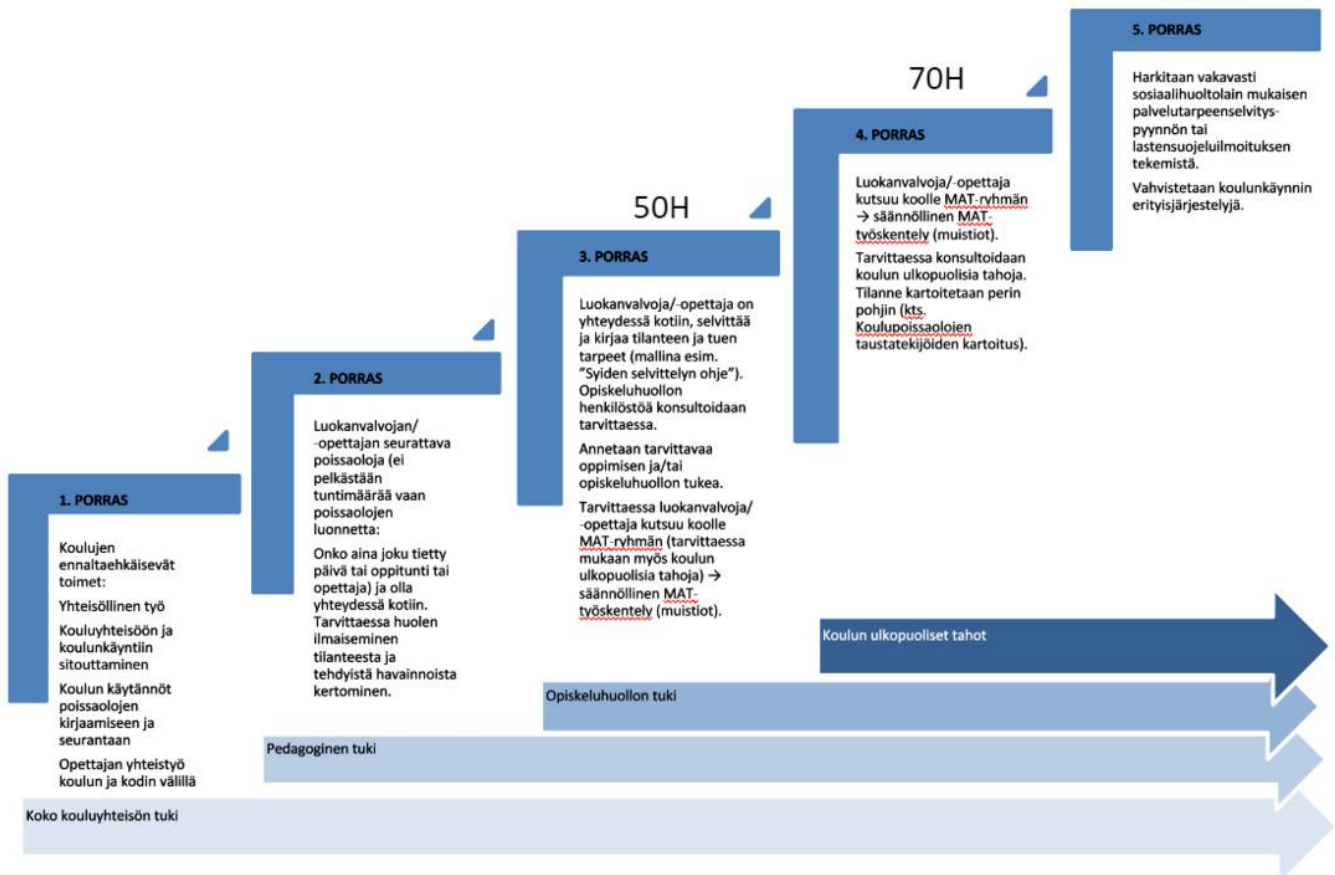 1. PORRAS
Koulujen
ennaltaehkäisevät
toimet:
Yhteisöllinen työ
Kouluyhteisöön ja
koulunkäyntiin
sitouttaminen
Koulun käytännöt
poissaolojen
kirjaamiseen ja
seurantaan
Opettajan yhteistyö
koulun ja kodin välillä
2. PORRAS
Luokanvalvojan/
-opettajan seurattava
poissaoloja (ei
pelkästään
tuntimäärää vaan
poissaolojen
luonnetta:
Onko aina joku tietty
päivä tai oppitunti tai
opettaja) ja olla
yhteydessä kotiin.
Tarvittaessa huolen
ilmaiseminen
tilanteesta ja
tehdyistä havainnoista
kertominen.
50H
3. PORRAS
Luokanvalvoja/-opettaja on
yhteydessä kotiin, selvittää
ja kirjaa tilanteen ja tuen
tarpeet (mallina esim.
"Syiden selvittelyn ohje").
Opiskeluhuollon
henkilöstöä konsultoidaan
tarvittaessa.
Annetaan tarvittavaa
oppimisen ja/tai
opiskeluhuollon tukea.
Tarvittaessa luokanvalvoja/
-opettaja kutsuu koolle
MAT-ryhmän (tarvittaessa
mukaan myös koulun
ulkopuolisia tahoja) →
säännöllinen MAT-
työskentely (muistiot).
70H
4. PORRAS
Luokanvalvoja/-opettaja
kutsuu koolle MAT-ryhmän
→ säännöllinen MAT-
työskentely (muistiot).
Tarvittaessa konsultoidaan
koulun ulkopuolisia tahoja.
Tilanne kartoitetaan perin
pohjin (kts.
Koulupoissaolojen
taustatekijöiden kartoitus).
5. PORRAS
Harkitaan vakavasti
sosiaalihuoltolain mukaisen
palvelutarpeenselvitys-
pyynnön tai
lastensuojeluilmoituksen
tekemistä.
Vahvistetaan koulunkäynnin
erityisjärjestelyjä.
Koulun ulkopuoliset tahot
Opiskeluhuollon tuki
Pedagoginen tuki
Koko kouluyhteisön tuki